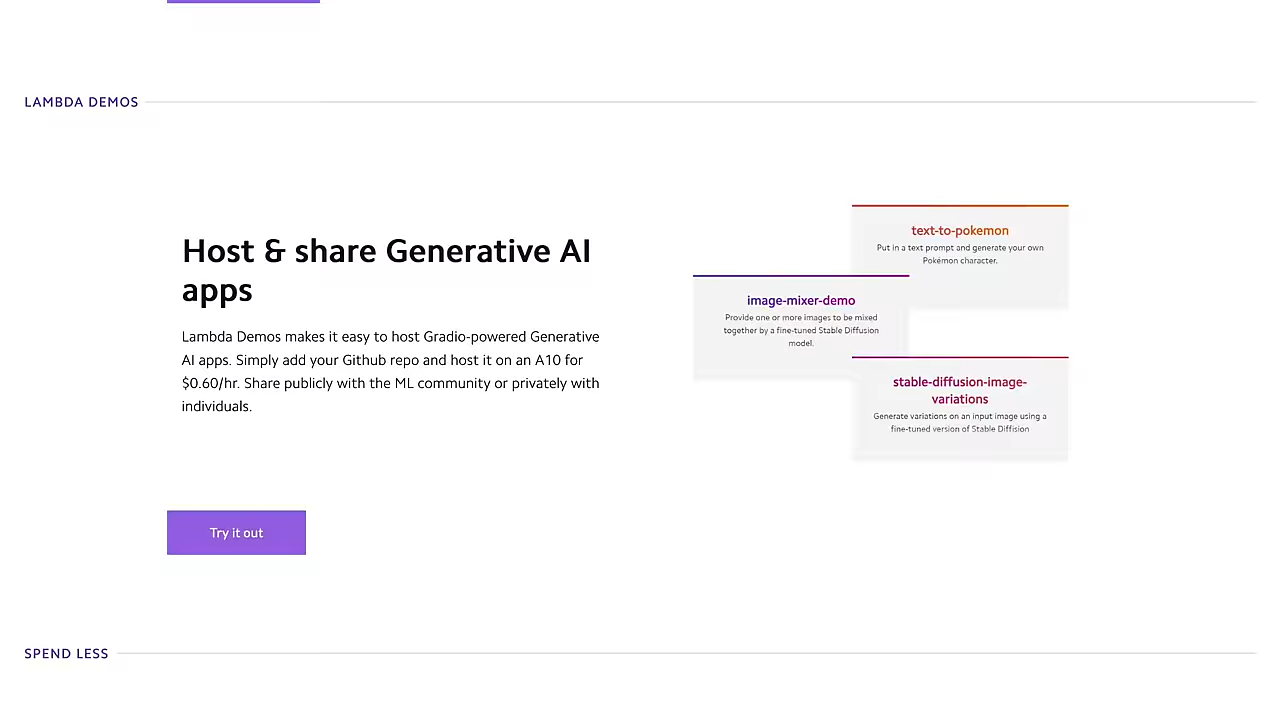 LAMBDA DEMOS
Host & share Generative AI
apps
Lambda Demos makes it easy to host Gradio-powered Generative
AI apps. Simply add your Github repo and host it on an A10 for
$0.60/hr. Share publicly with the ML community or privately with
individuals.
Try it out
text-to-pokemon
Put in a text prompt and generate your own
Pokémon character.
image-mixer-demo
Provide one or more images to be mixed
together by a fine-tuned Stable Diffusion
model.
stable-diffusion-image-
variations
Generate variations on an input image using a
fine-tuned version of Stable Diffision
SPEND LESS